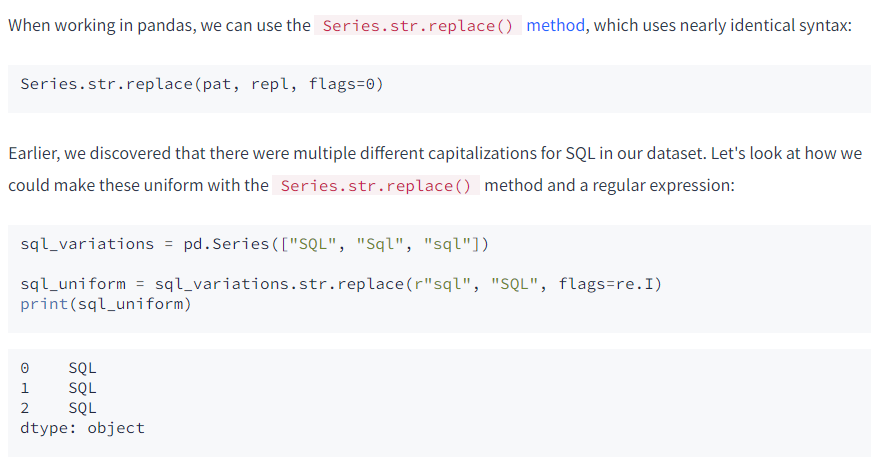 When working in pandas, we can use the Series.str.replace() method, which uses nearly identical syntax:
Series.str.replace(pat, repl, flags=0)
Earlier, we discovered that there were multiple different capitalizations for SQL in our dataset. Let's look at how we
could make these uniform with the Series.str.replace() method and a regular expression:
sql_variations = pd.Series(["SQL", "Sql", "sql"])
sql_uniform = sql_variations.str.replace(r"sql", "SQL", flags=re.I)
print(sql_uniform)
0    SQL
1    SQL
2    SQL
dtype: object